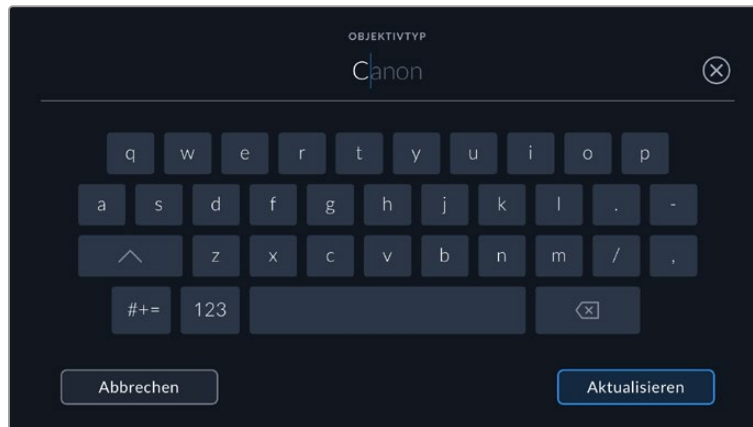 OBJEKTIVTYP
Canon
q w e r t y u i o p
a s d f g h j k l . -
z x c v b n m / ,
#+= 123
Abbrechen Aktualisieren